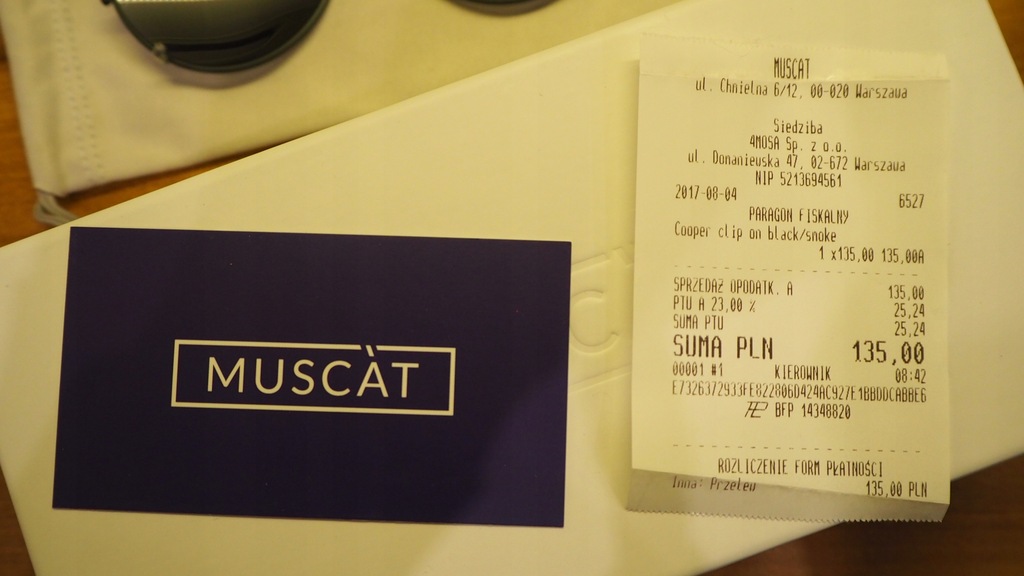 MUSCÀT
MUSCAT
ul. Chmielna 6/12, 00-020 Warszawa
Siedziba
4MOSA Sp. z o.o.
ul. Domaniewska 47, 02-672 Warszawa
NIP 5213694561
2017-08-04 6527
PARAGON FISKALNY
Cooper clip on black/smoke
1 x135,00 135,00A
SPRZEDAŻ OPODATK. A 135,00
PTU A 23,00 % 25,24
SUMA PTU 25,24
SUMA PLN 135,00
00001 #1 KIEROWNIK 08:42
E7326372933FE822806D424AC927E1BBDDCABBE6
BFP 14348820
ROZLICZENIE FORM PŁATNOŚCI
Inna: Przelew 135,00 PLN